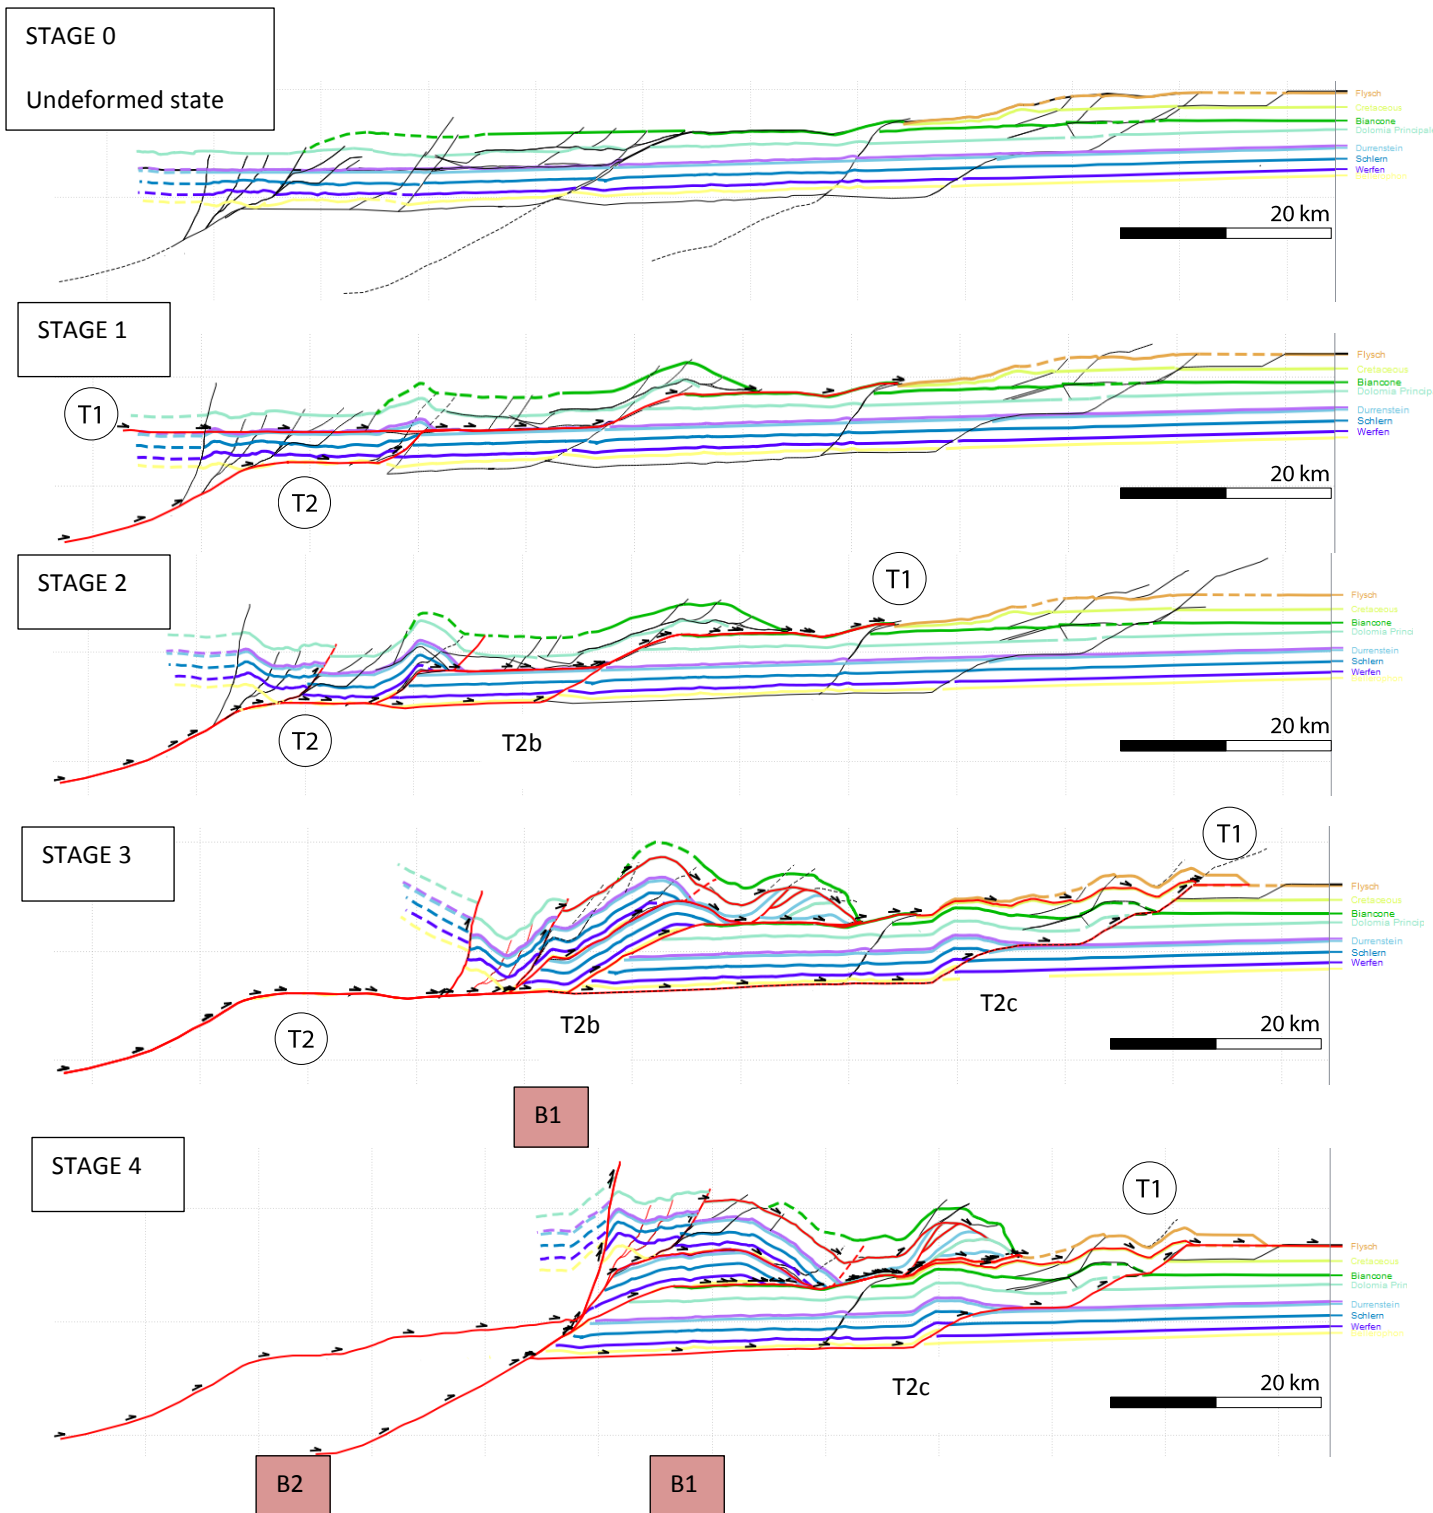 STAGE 0
Undeformed state
Flysch
Cretaceous
Biancone
Dolomia Principale
Durrenstein
Schlern
Werfen
20 km
STAGE 1
T1
T2
Flysch
Cretaceous
Biancone
Dolomia Princip
Durrenstein
Schlern
Werfen
20 km
STAGE 2
T1
T2
T2b
Flysch
Cretaceous
Biancone
Dolomia Princi
Durrenstein
Schlern
Werfen
20 km
STAGE 3
T1
T2
T2b
T2c
Flysch
Cretaceous
Biancone
Dolomia Princip
Durrenstein
Schlern
Werfen
20 km
B1
STAGE 4
T1
T2c
Flysch
Cretaceous
Biancone
Dolomia Prin
Durrenstein
Schlern
Werfen
20 km
B2
B1